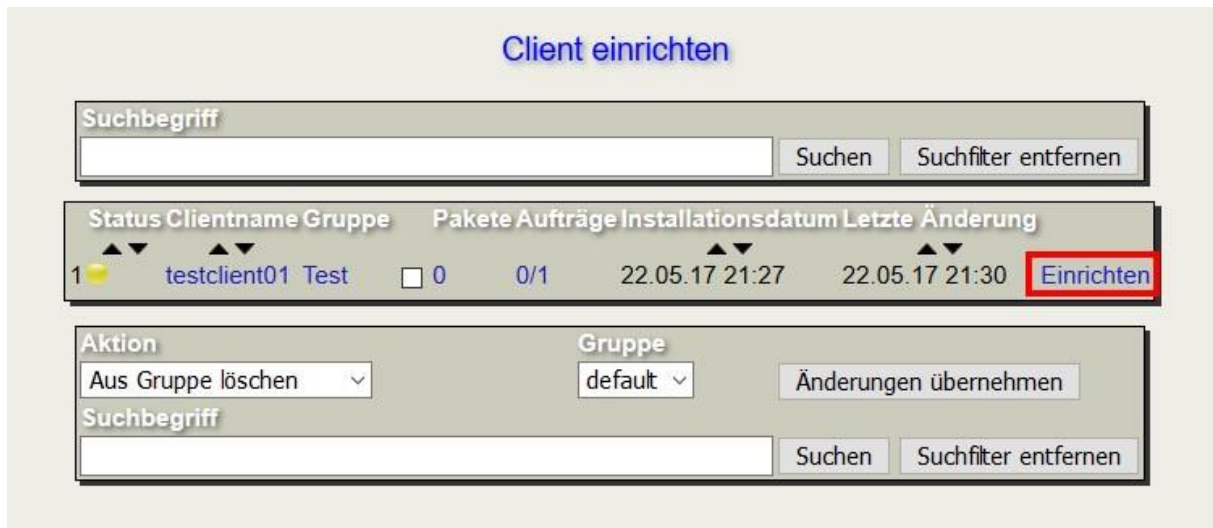 Client einrichten
Suchbegriff
Suchen Suchfilter entfernen
Status Clientname Gruppe Pakete Aufträge Installationsdatum Letzte Änderung
1 testclient01 Test 0 0/1 22.05.17 21:27 22.05.17 21:30 Einrichten
Aktion Gruppe
Aus Gruppe löschen default Änderungen übernehmen
Suchbegriff
Suchen Suchfilter entfernen